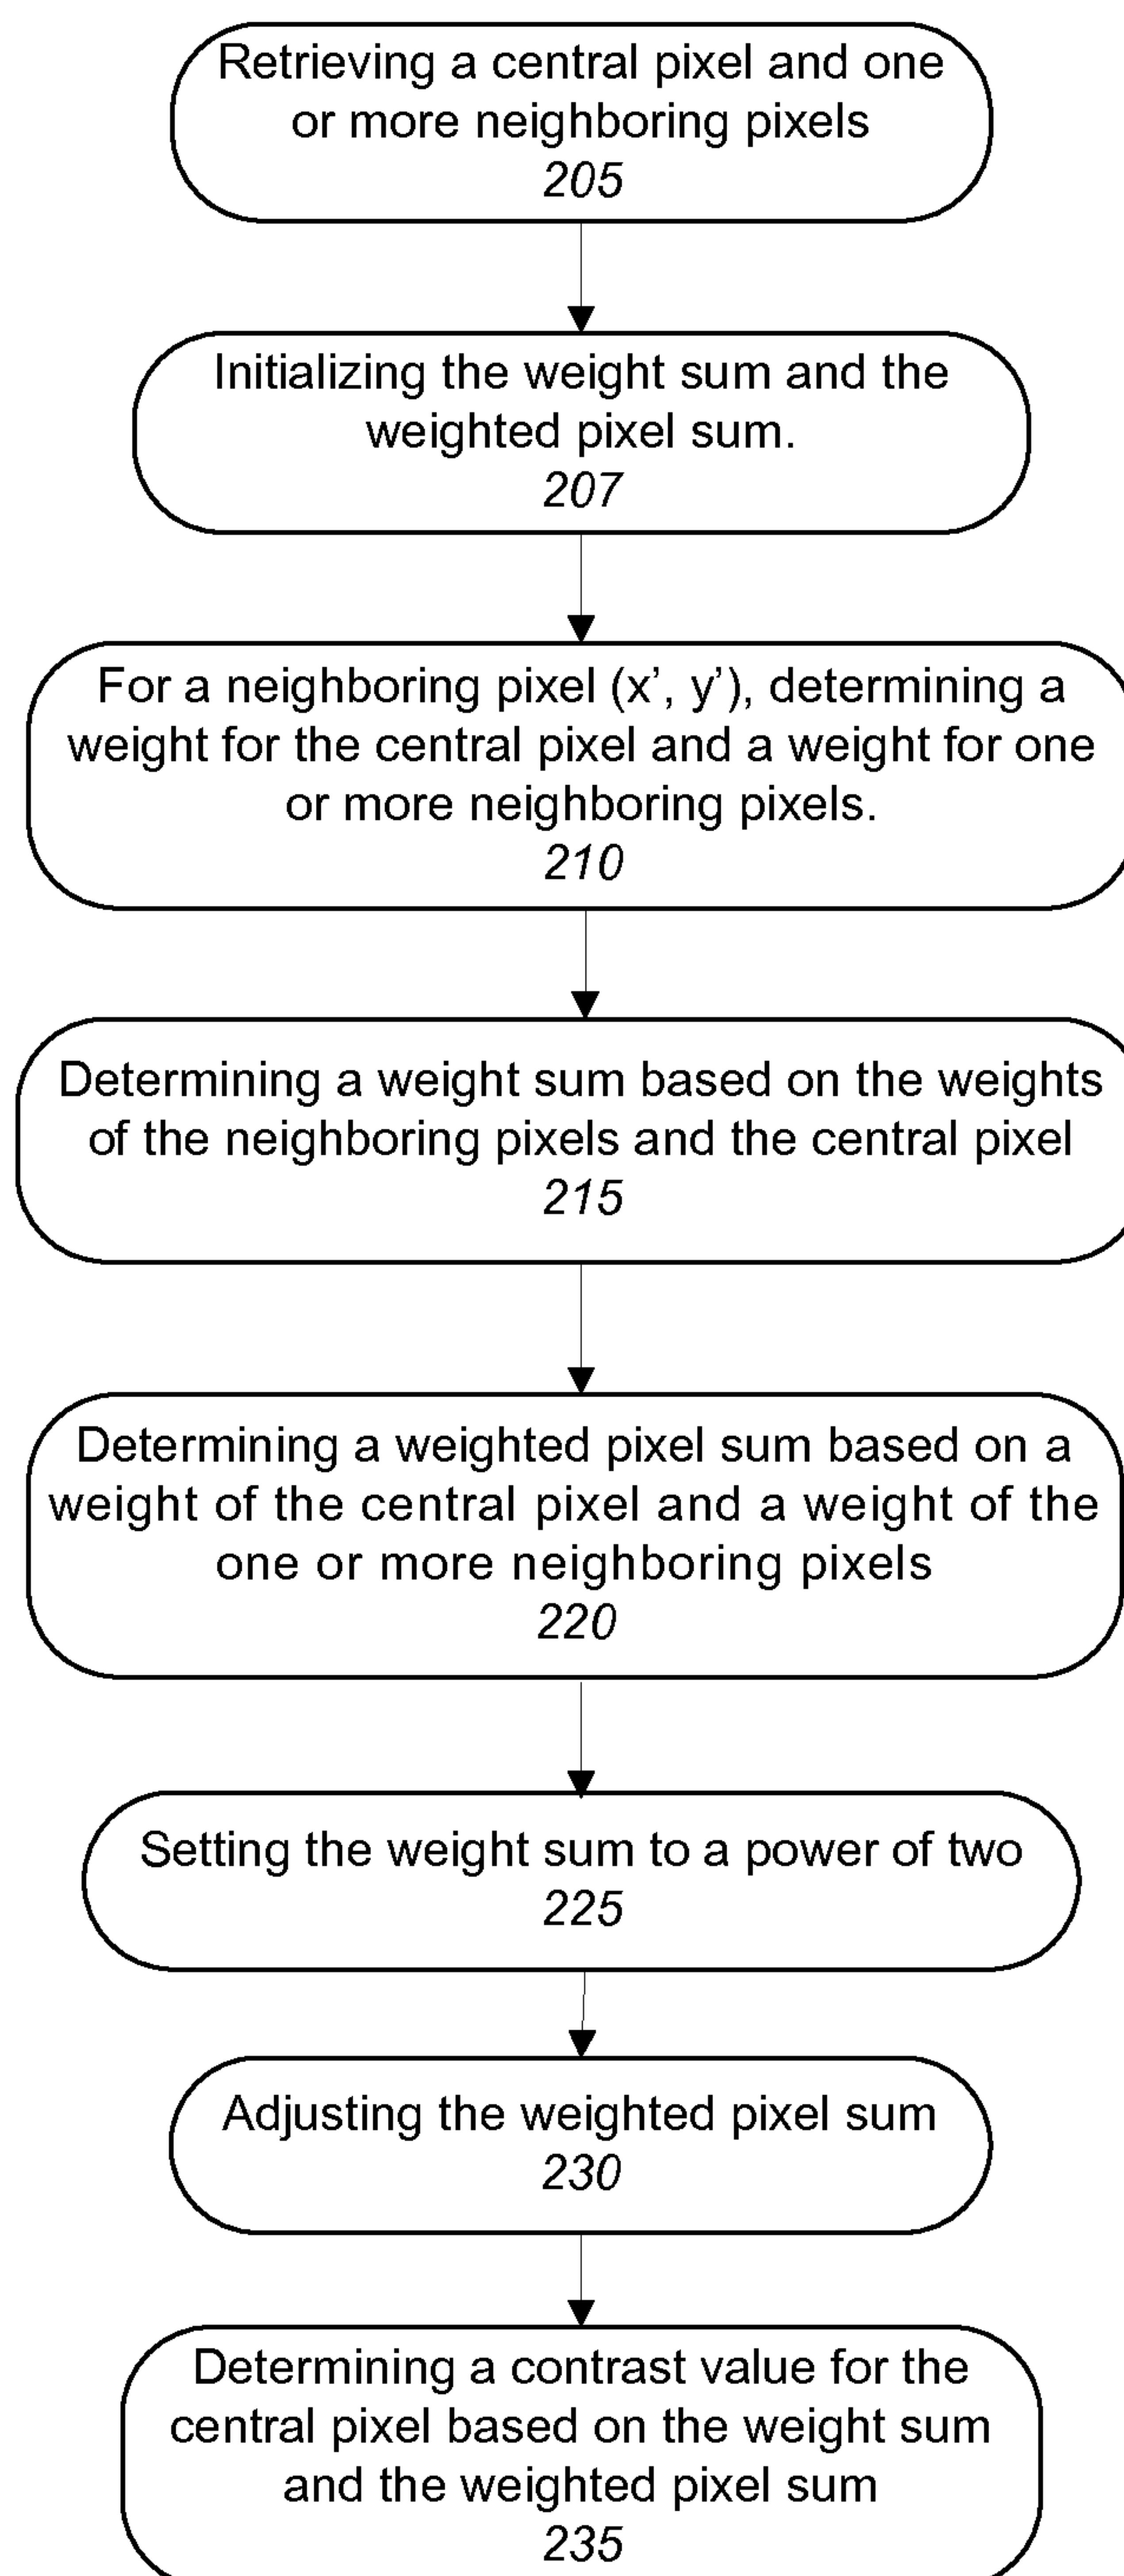 Retrieving a central pixel and one
or more neighboring pixels
205
Initializing the weight sum and the
weighted pixel sum.
207
For a neighboring pixel (x’, y’), determining a
weight for the central pixel and a weight for one
or more neighboring pixels.
210
Determining a weight sum based on the weights
of the neighboring pixels and the central pixel
215
Determining a weighted pixel sum based on a
weight of the central pixel and a weight of the
one or more neighboring pixels
220
Setting the weight sum to a power of two
225
Adjusting the weighted pixel sum
230
Determining a contrast value for the
central pixel based on the weight sum
and the weighted pixel sum
235